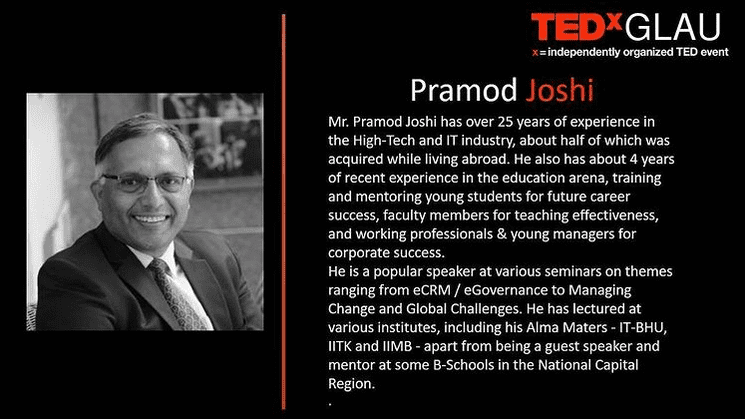 TEDxGLAU
x = independently organized TED event
Pramod Joshi
Mr. Pramod Joshi has over 25 years of experience in
the High-Tech and IT industry, about half of which was
acquired while living abroad. He also has about 4 years
of recent experience in the education arena, training
and mentoring young students for future career
success, faculty members for teaching effectiveness,
and working professionals & young managers for
corporate success.
He is a popular speaker at various seminars on themes
ranging from eCRM / eGovernance to Managing
Change and Global Challenges. He has lectured at
various institutes, including his Alma Maters - IT-BHU,
IITK and IIMB - apart from being a guest speaker and
mentor at some B-Schools in the National Capital
Region.
.